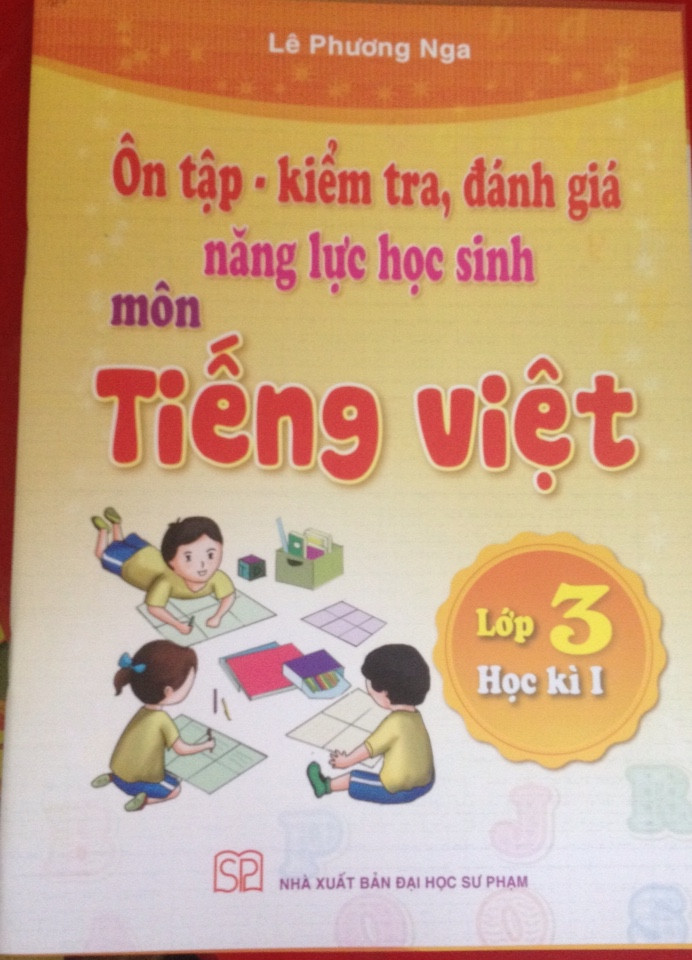 Lê Phương Nga
Ôn tập - kiểm tra, đánh giá
năng lực học sinh
môn
Tiếng việt
Lớp 3
Học kì I
SP
NHÀ XUẤT BẢN ĐẠI HỌC SƯ PHẠM
B P J R